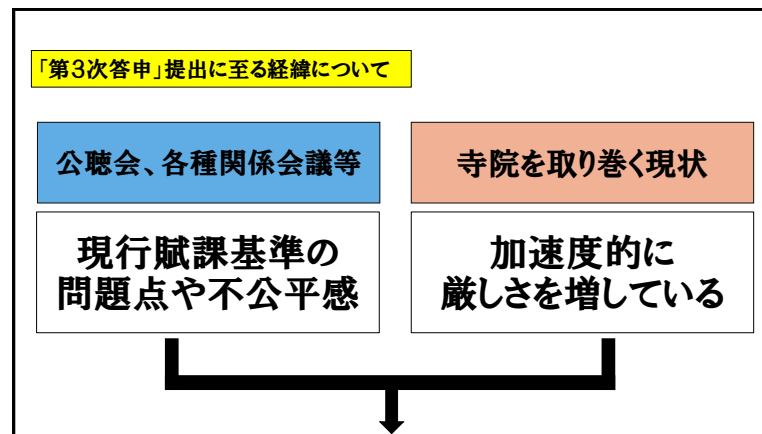 「第3次答申」提出に至る経緯について
公聴会、各種関係会議等
寺院を取り巻く現状
現行賦課基準の
問題点や不公平感
加速度的に
厳しさを増している